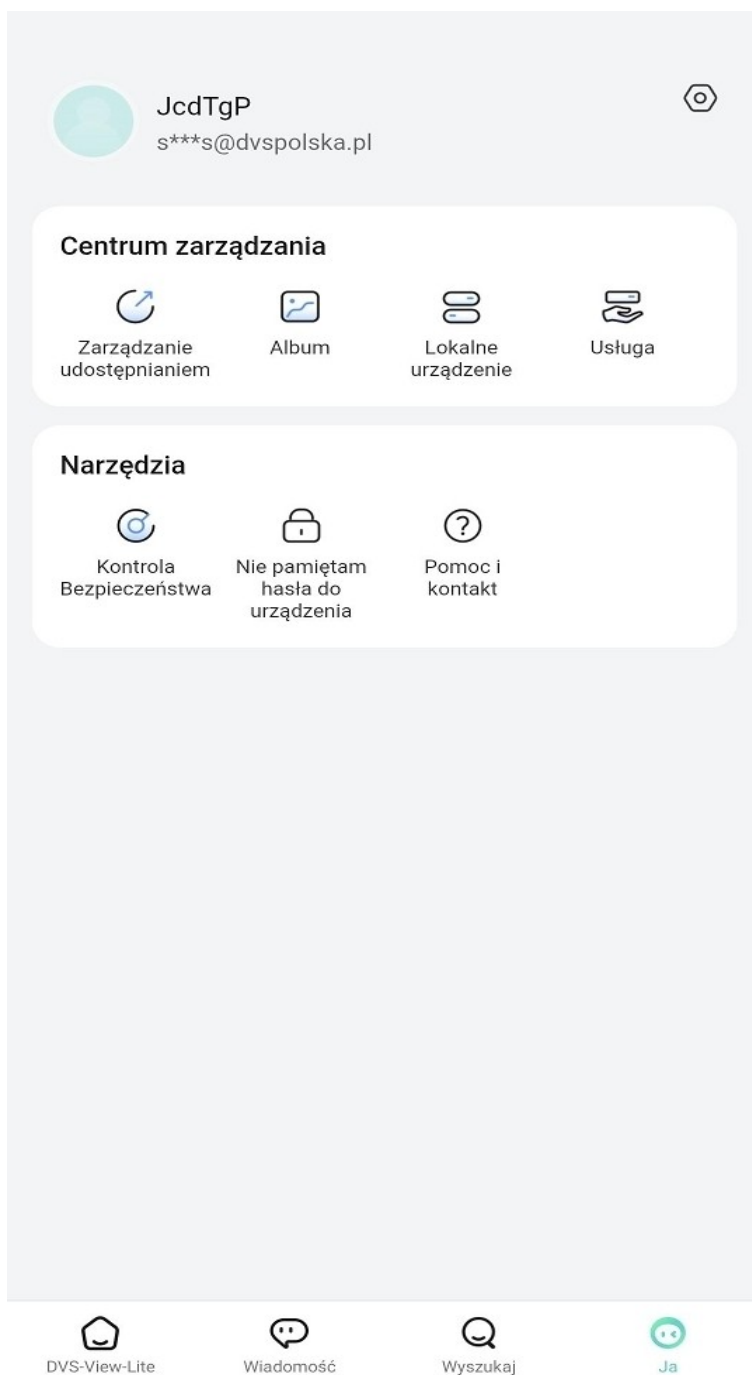 JcdTgP
s***s@dvspolska.pl
Centrum zarządzania
Zarządzanie
udostępnianiem
Album
Lokalne
urządzenie
Usługa
Narzędzia
Kontrola
Bezpieczeństwa
Nie pamiętam
hasła do
urządzenia
Pomoc i
kontakt
DVS-View-Lite
Wiadomość
Wyszukaj
Ja